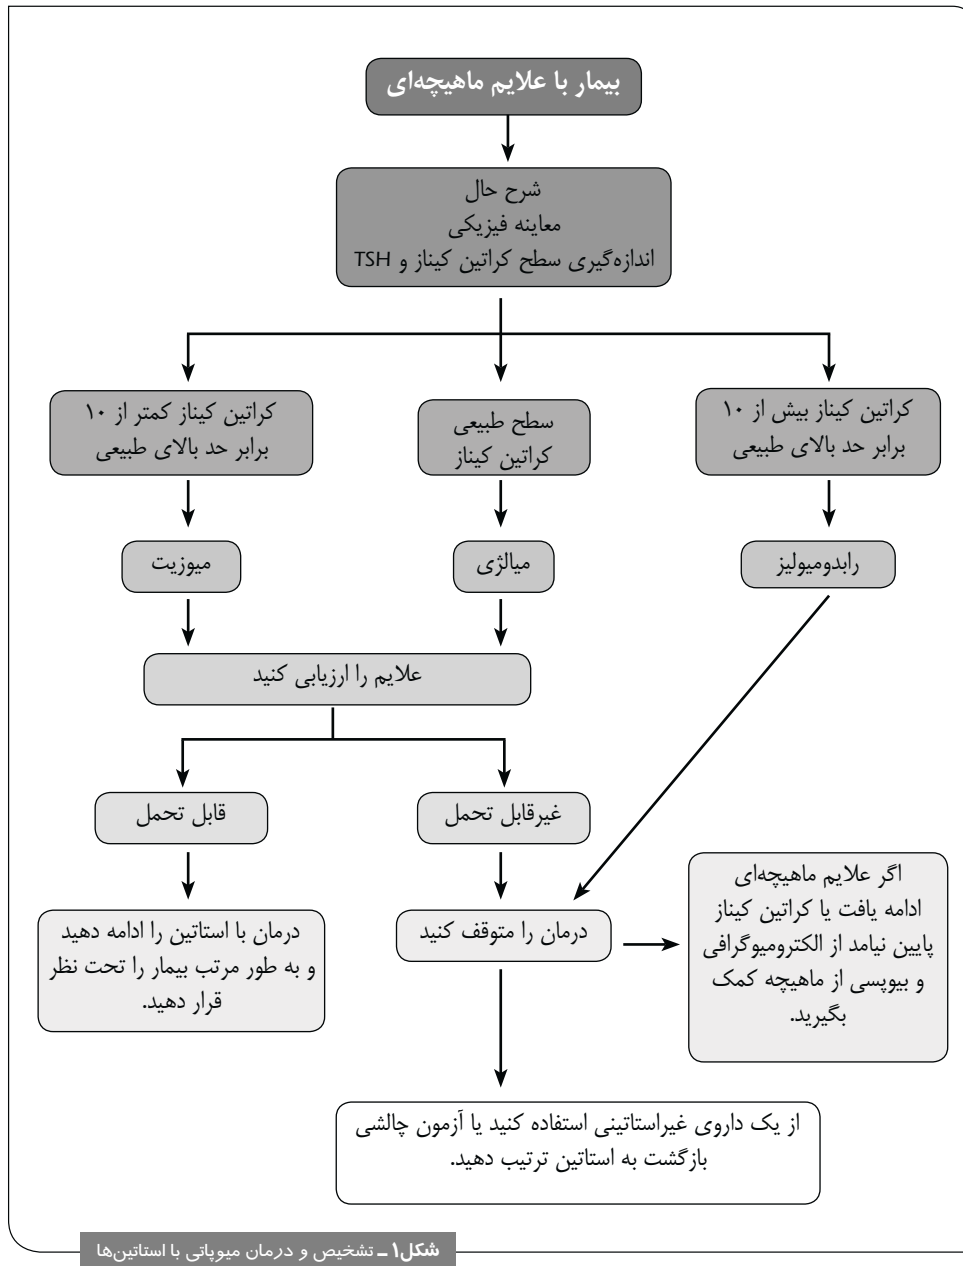 بیمار با علایم ماهیچه‌ای
شرح حال
معاینه فیزیکی
اندازه‌گیری سطح کراتین کیناز و TSH
کراتین کیناز بیش از ۱۰
برابر حد بالای طبیعی
سطح طبیعی
کراتین کیناز
کراتین کیناز کمتر از ۱۰
برابر حد بالای طبیعی
رابدومیولیز
میالژی
میوزیت
علایم را ارزیابی کنید
غیرقابل تحمل
قابل تحمل
اگر علایم ماهیچه‌ای
ادامه یافت یا کراتین کیناز
پایین نیامد از الکترومیوگرافی
و بیوپسی از ماهیچه کمک
بگیرید.
درمان را متوقف کنید
درمان با استاتین را ادامه دهید
و به طور مرتب بیمار را تحت نظر
قرار دهید.
از یک داروی غیراستاتینی استفاده کنید یا آزمون چالشی
بازگشت به استاتین ترتیب دهید.
شکل۱ ـ تشخیص و درمان میوپاتی با استاتین‌ها